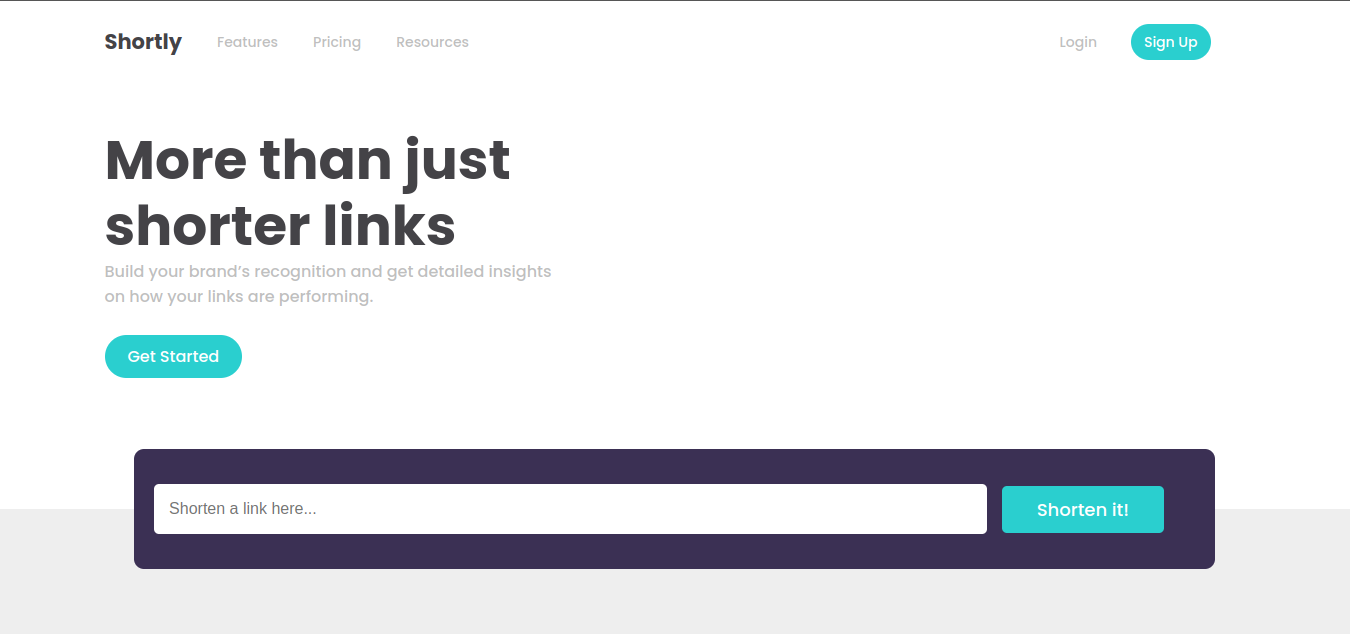 Shortly Features Pricing Resources Login Sign Up
More than just
shorter links
Build your brand’s recognition and get detailed insights
on how your links are performing.
Get Started
Shorten a link here... Shorten it!